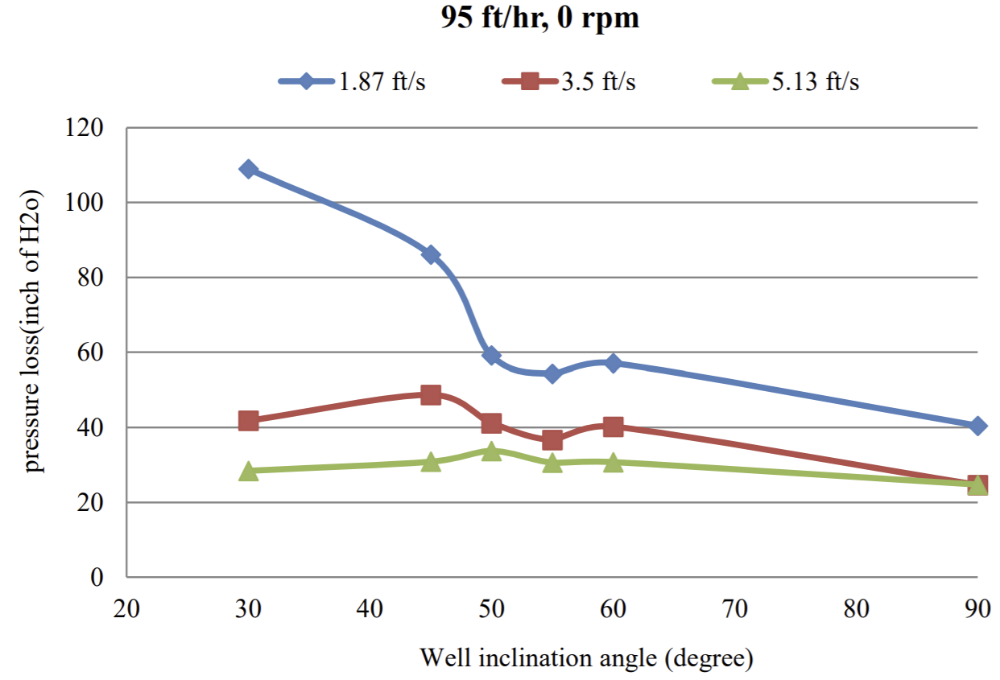 95 ft/hr, 0 rpm
1.87 ft/s 3.5 ft/s 5.13 ft/s
120
100
80
60
40
20
0
20 30 40 50 60 70 80 90
pressure loss(inch of H2o)
Well inclination angle (degree)